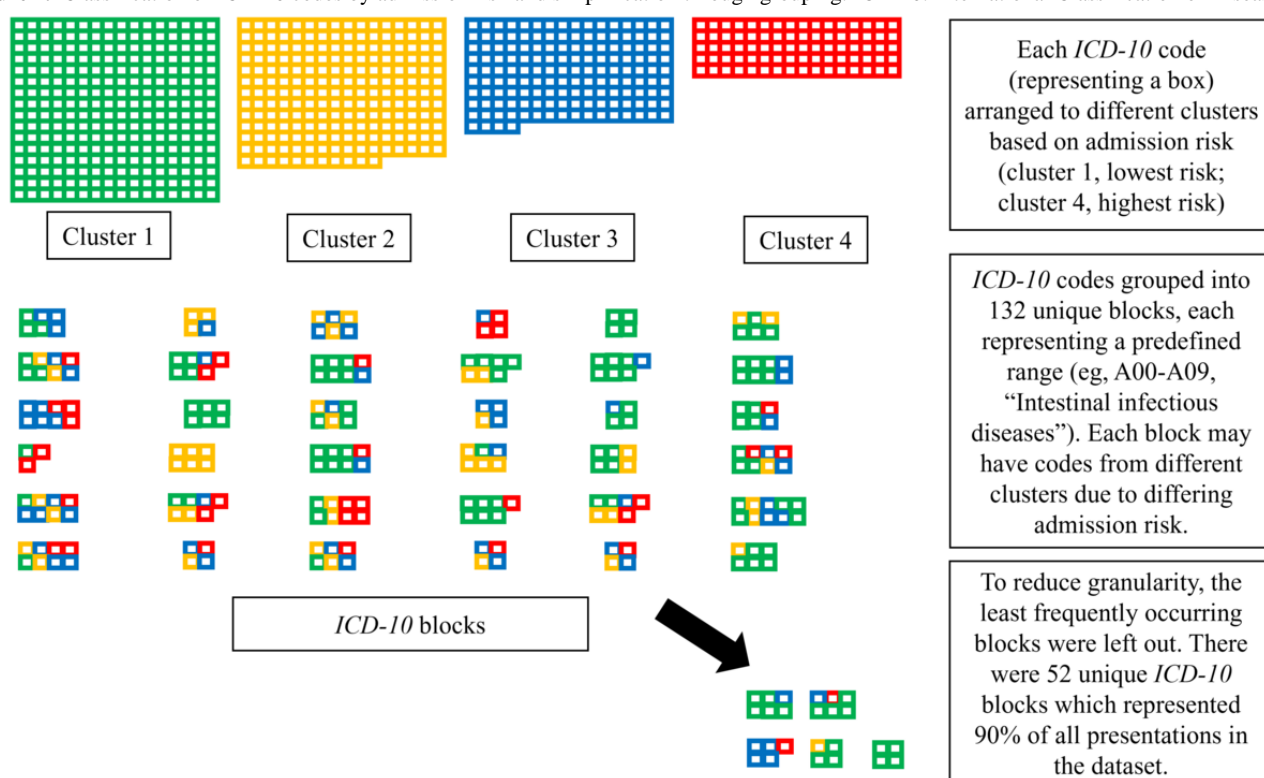 Each ICD-10 code
(representing a box)
arranged to different clusters
based on admission risk
(cluster 1, lowest risk;
cluster 4, highest risk)
Cluster 1
Cluster 2
Cluster 3
Cluster 4
ICD-10 codes grouped into
132 unique blocks, each
representing a predefined
range (eg, A00-A09,
“Intestinal infectious
diseases”). Each block may
have codes from different
clusters due to differing
admission risk.
ICD-10 blocks
To reduce granularity, the
least frequently occurring
blocks were left out. There
were 52 unique ICD-10
blocks which represented
90% of all presentations in
the dataset.